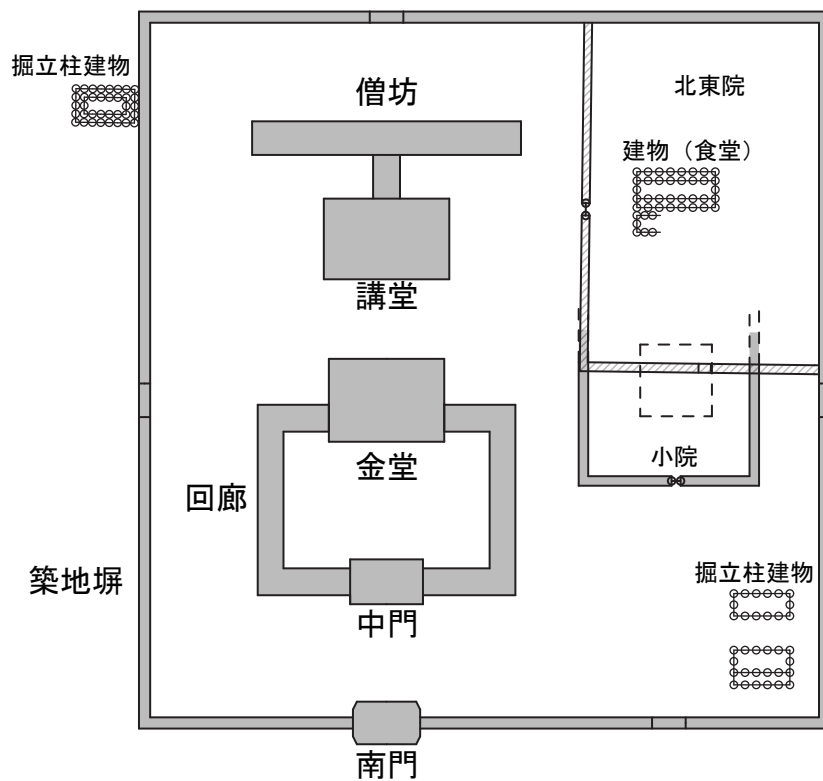 掘立柱建物
僧坊
北東院
建物（食堂）
講堂
金堂
小院
回廊
掘立柱建物
築地塀
中門
南門